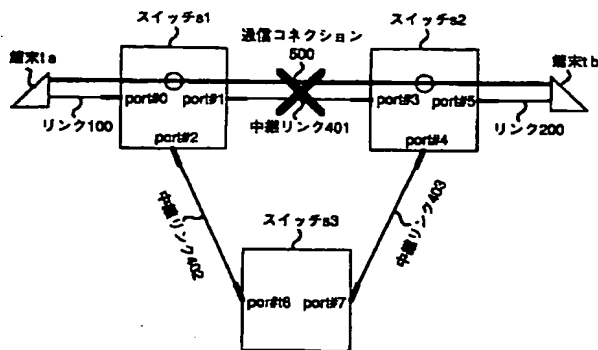 スイッチs1
通信コネクション
500
スイッチs2
端末ta
端末tb
port#0
port#1
port#3
port#5
リンク100
中継リンク401
リンク200
port#2
port#4
中継リンク402
中継リンク403
スイッチs3
port#t6
port#7